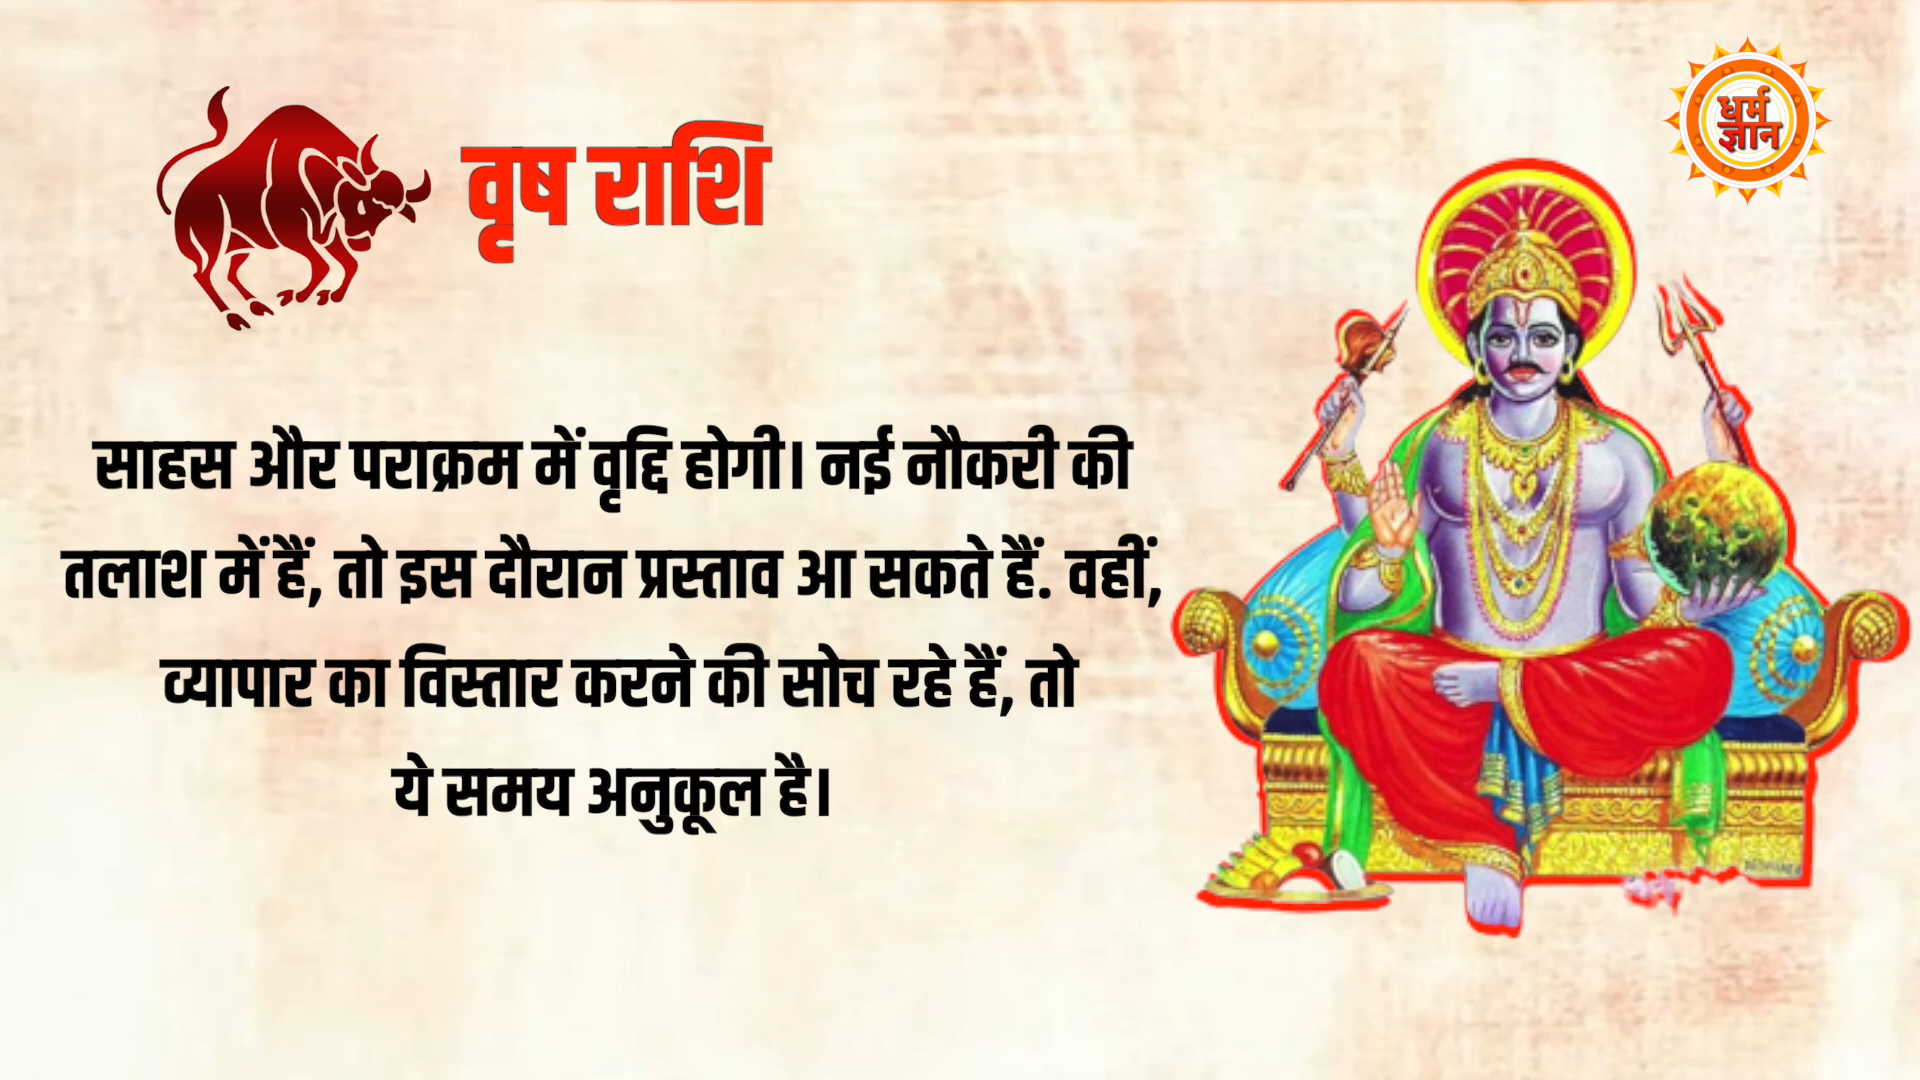 धर्म
ज्ञान
वृष राशि
साहस और पराक्रम में वृद्दि होगी। नई नौकरी की
तलाश में हैं, तो इस दौरान प्रस्ताव आ सकते हैं. वहीं,
व्यापार का विस्तार करने की सोच रहे हैं, तो
ये समय अनुकूल है।